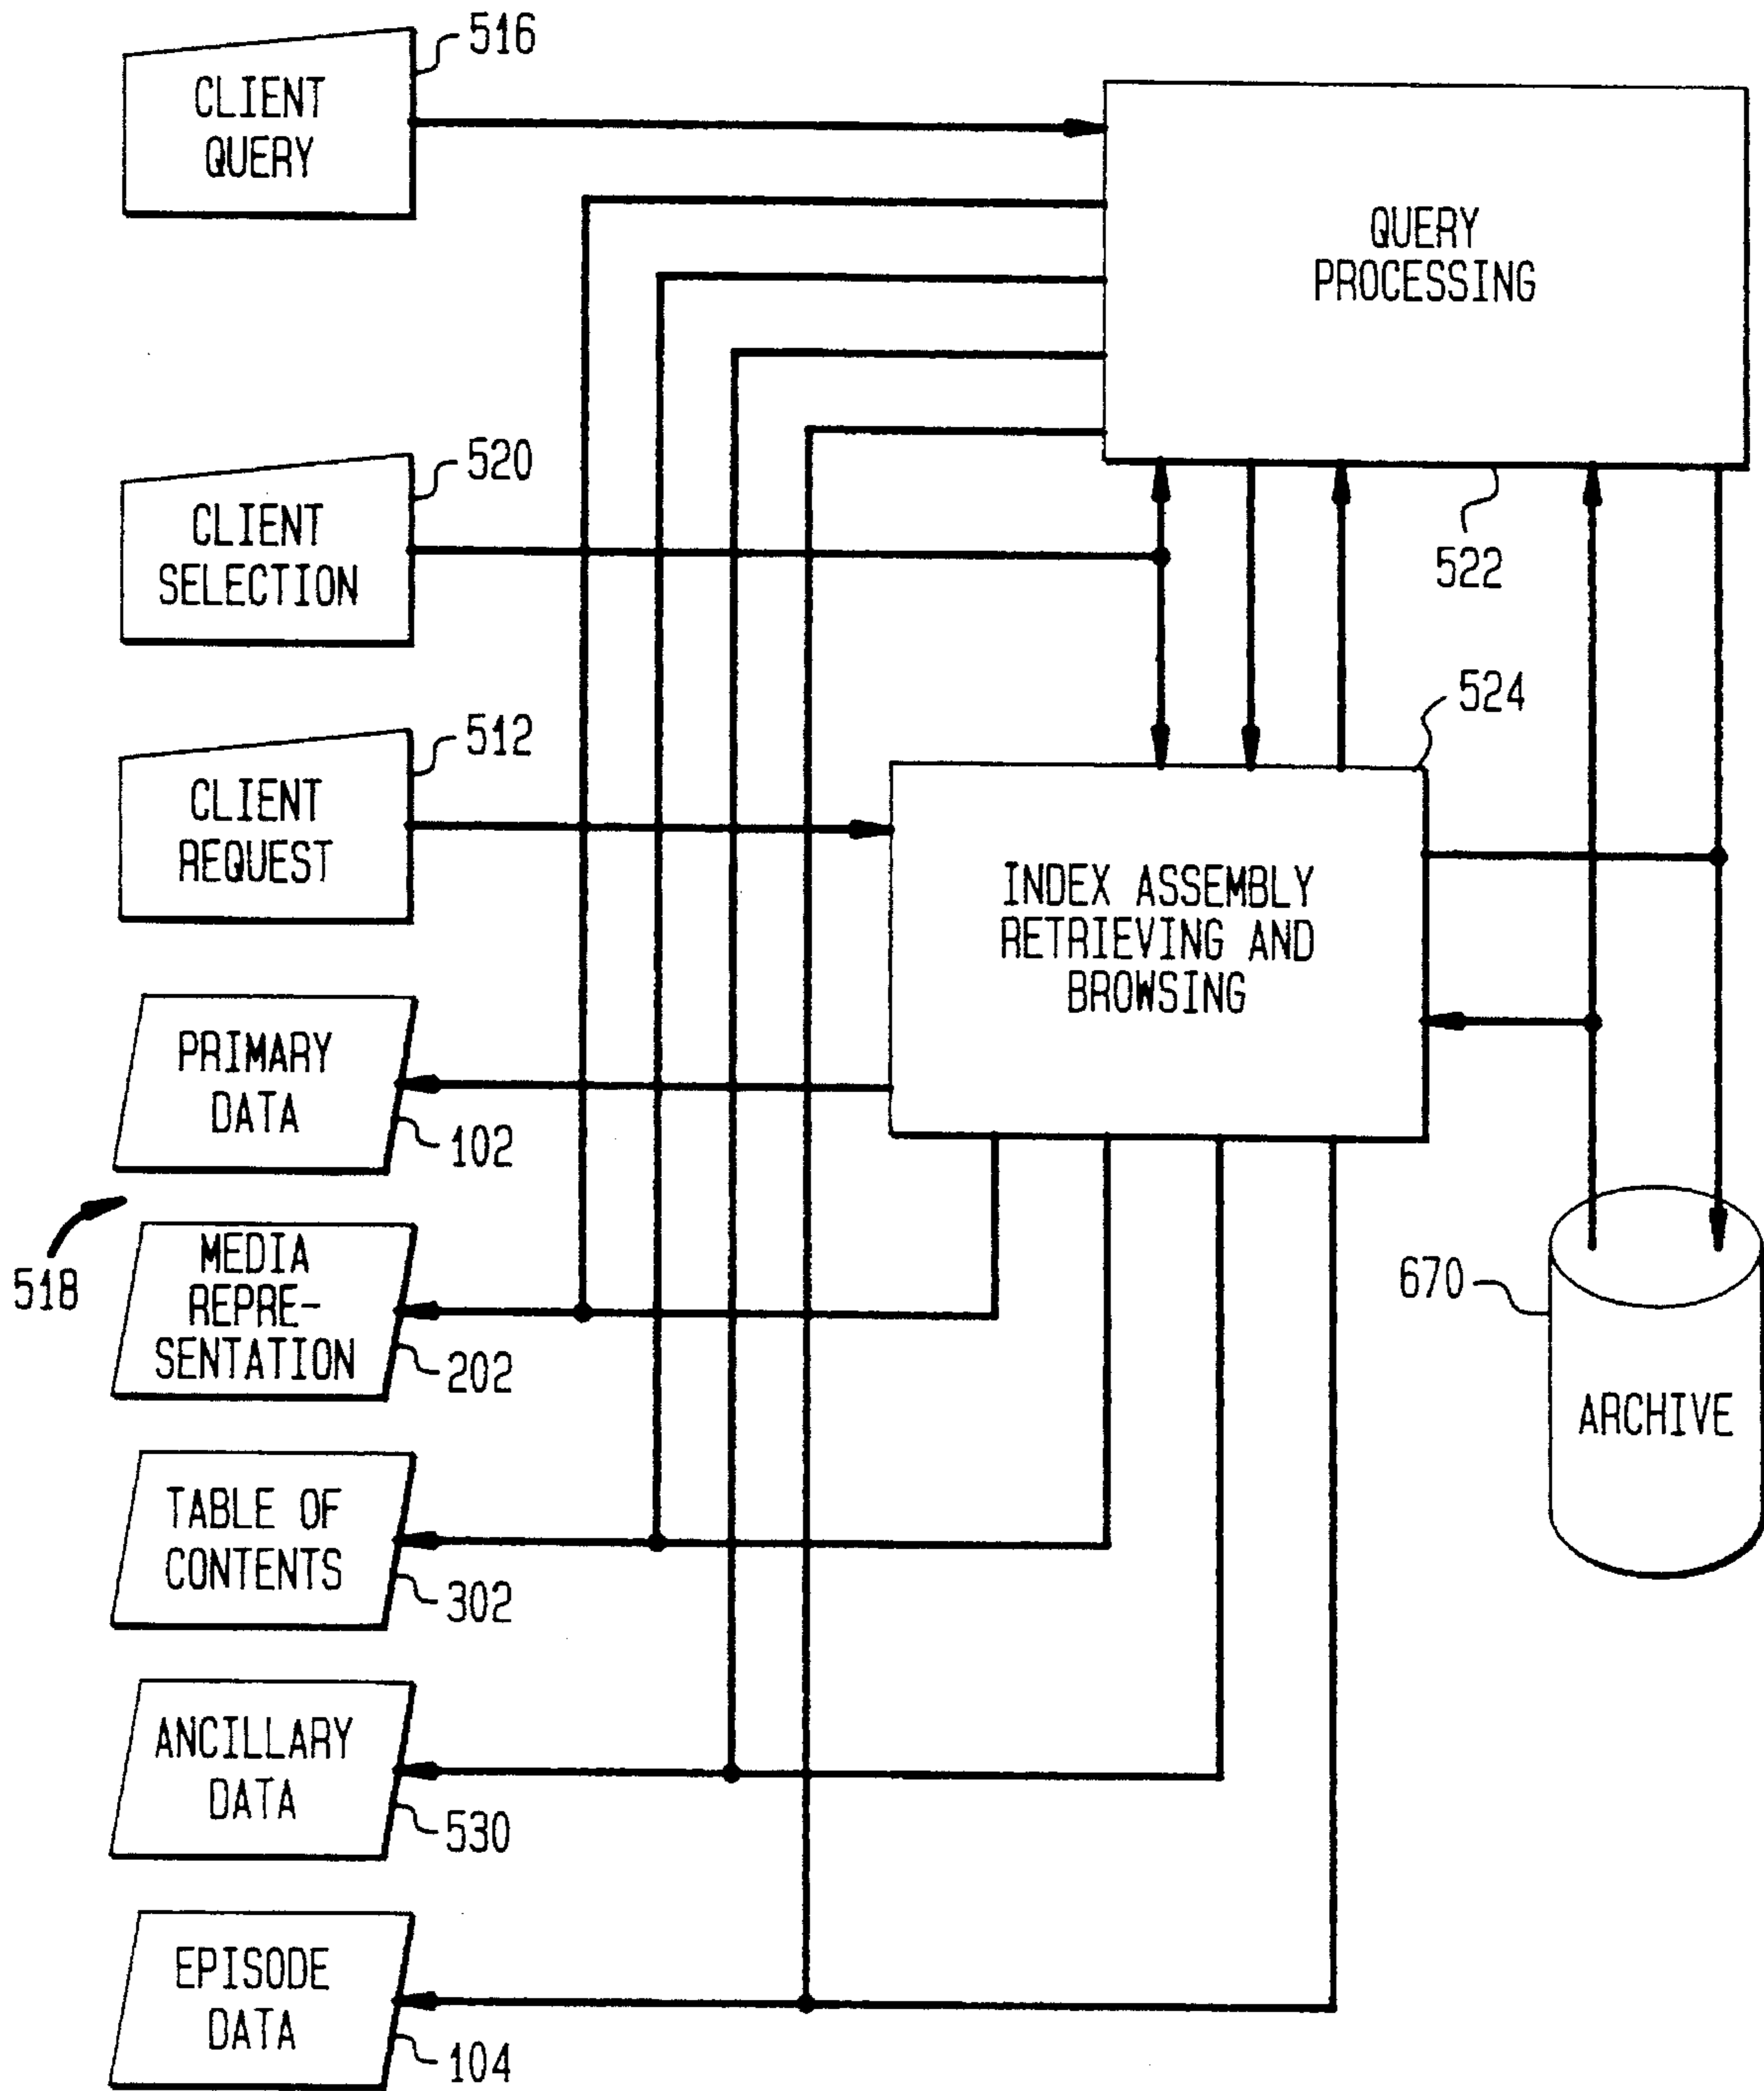 CLIENT
QUERY
516
QUERY
PROCESSING
522
CLIENT
SELECTION
520
CLIENT
REQUEST
512
INDEX ASSEMBLY
RETRIEVING AND
BROWSING
524
PRIMARY
DATA
102
518
MEDIA
REPRE-
SENTATION
202
670
ARCHIVE
TABLE OF
CONTENTS
302
ANCILLARY
DATA
530
EPISODE
DATA
104